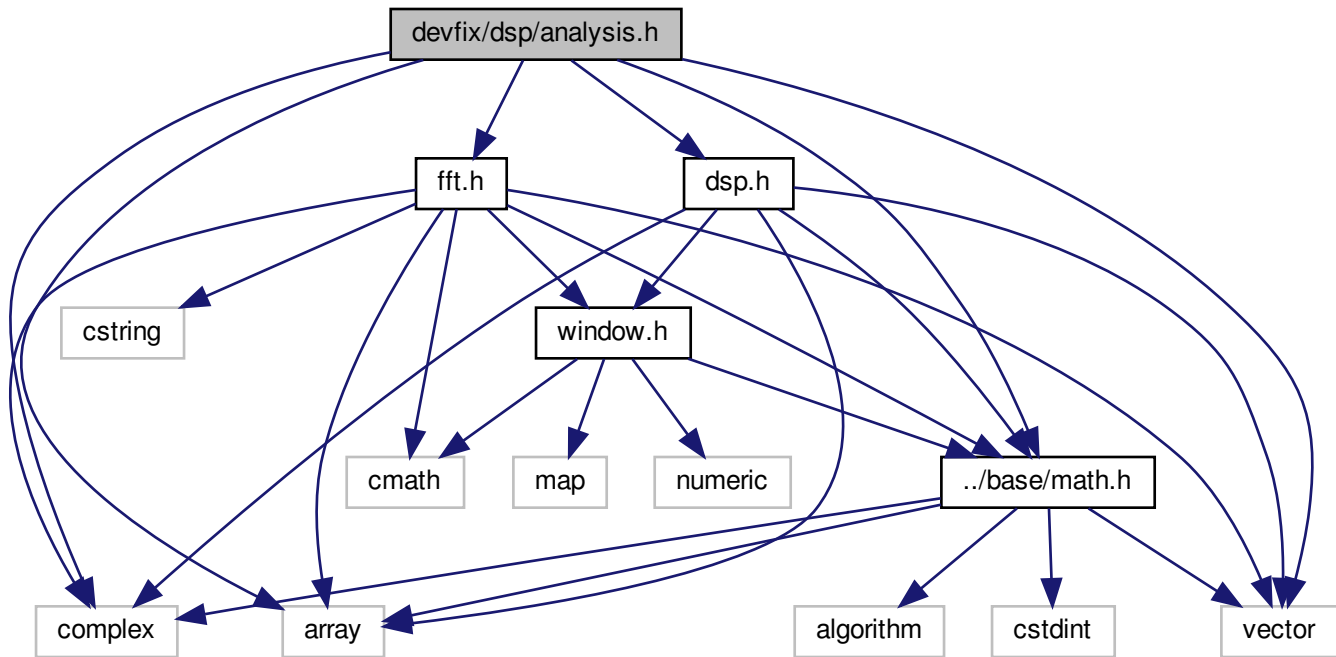 devfix/dsp/analysis.h
fft.h
dsp.h
cstring
window.h
cmath
map
numeric
../base/math.h
complex
array
algorithm
cstdint
vector